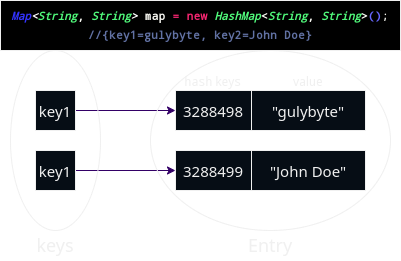 Map<String, String> map = new HashMap<String, String>();
//{key1=gulybyte, key2=John Doe}
hash keys value
key1 3288498 "gulybyte"
key1 3288499 "John Doe"
keys Entry